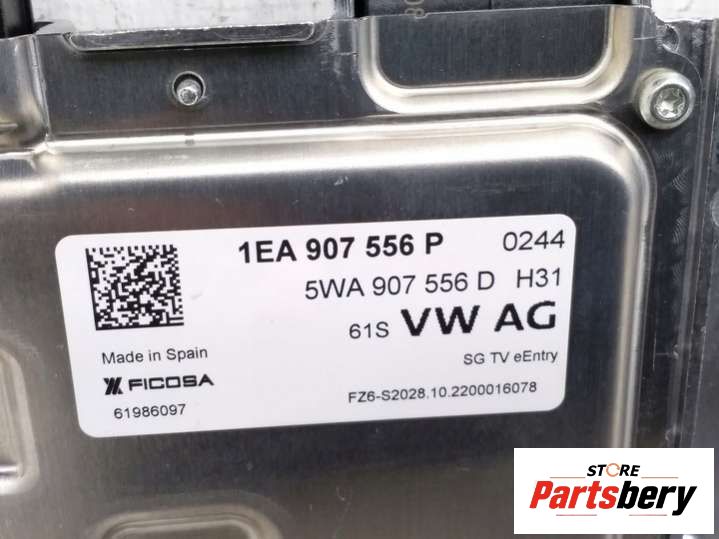 1EA 907 556 P 0244
5WA 907 556 D H31
61S VW AG
Made in Spain
SG TV eEntry
FICOSA
61986097
FZ6-S2028.10.2200016078
STORE
Partsbery